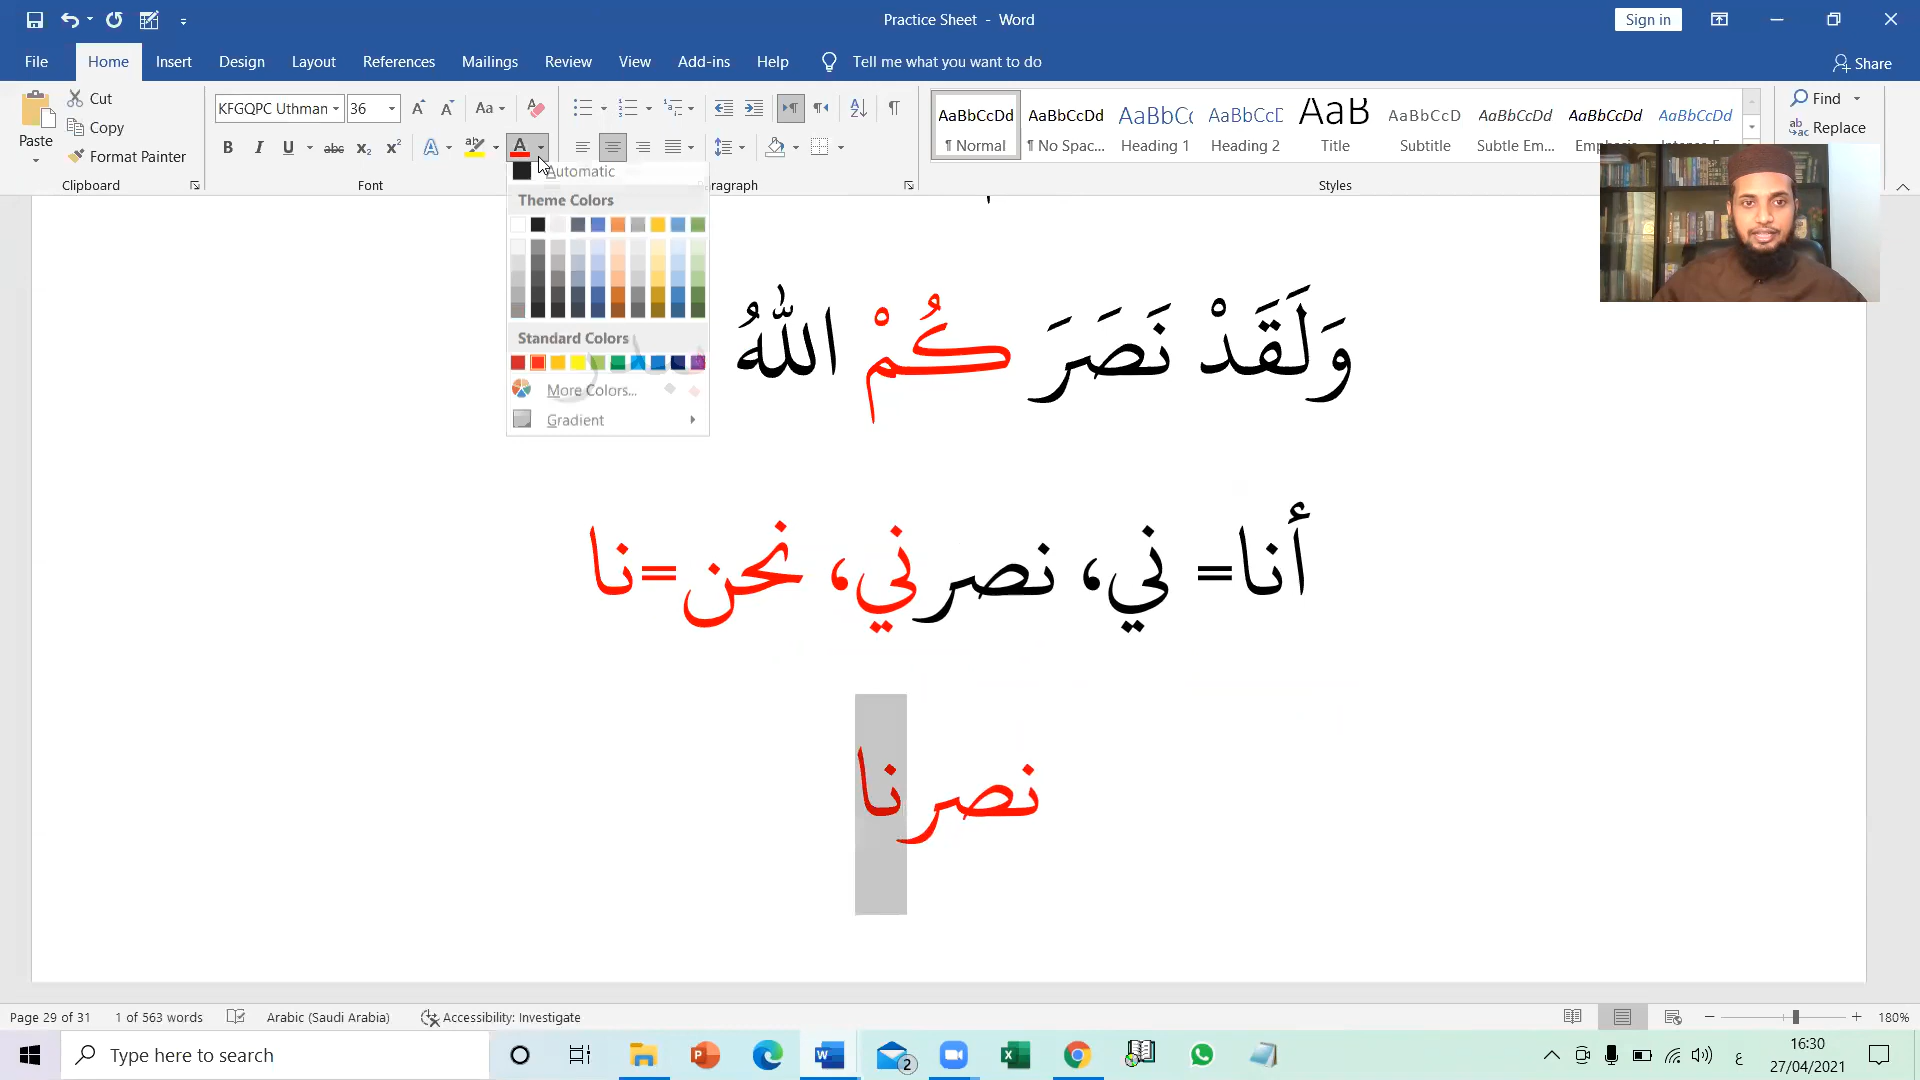 Practice Sheet - Word
Sign in
File Home Insert Design Layout References Mailings Review View Add-ins Help Tell me what you want to do Share
Paste
Cut
Copy
Format Painter
Clipboard
KFGQPC Uthman 36
Font
Paragraph
AaBbCcDd AaBbCcDd AaBbCc AaBbCcD AaB AaBbCcD AaBbCcDd AaBbCcDd AaBbCcDd
¶ Normal ¶ No Spac... Heading 1 Heading 2 Title Subtitle Subtle Em...
Styles
Find
Replace
Automatic
Theme Colors
Standard Colors
More Colors...
Gradient
وَلَقَدْ نَصَرَ كُمْ اللهُ
أنا= ني، نصرني، نحن=نا
نصرنا
Page 29 of 31 1 of 563 words Arabic (Saudi Arabia) Accessibility: Investigate 180%
Type here to search
2
ع
16:30
27/04/2021